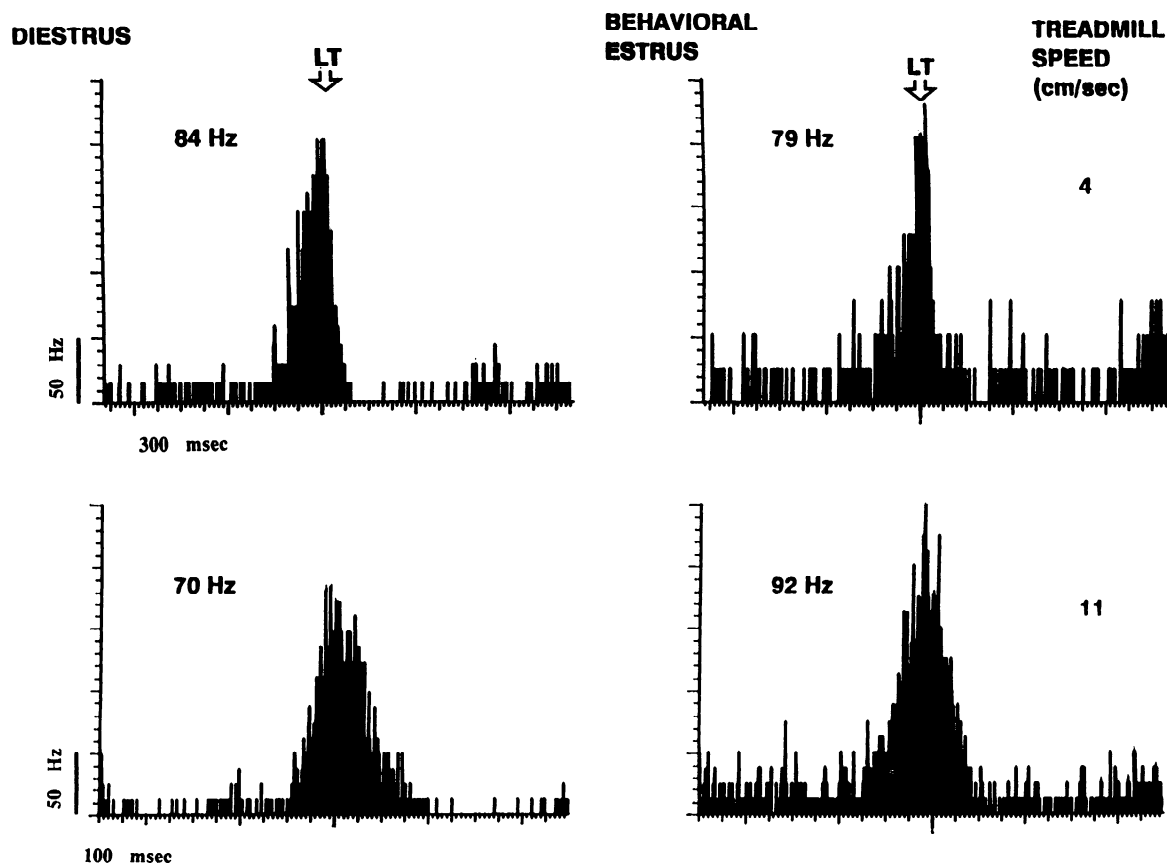 DIESTRUS
BEHAVIORAL
ESTRUS
TREADMILL
SPEED
(cm/sec)
LT
LT
84 Hz
79 Hz
4
50 Hz
300 msec
70 Hz
92 Hz
11
50 Hz
100 msec